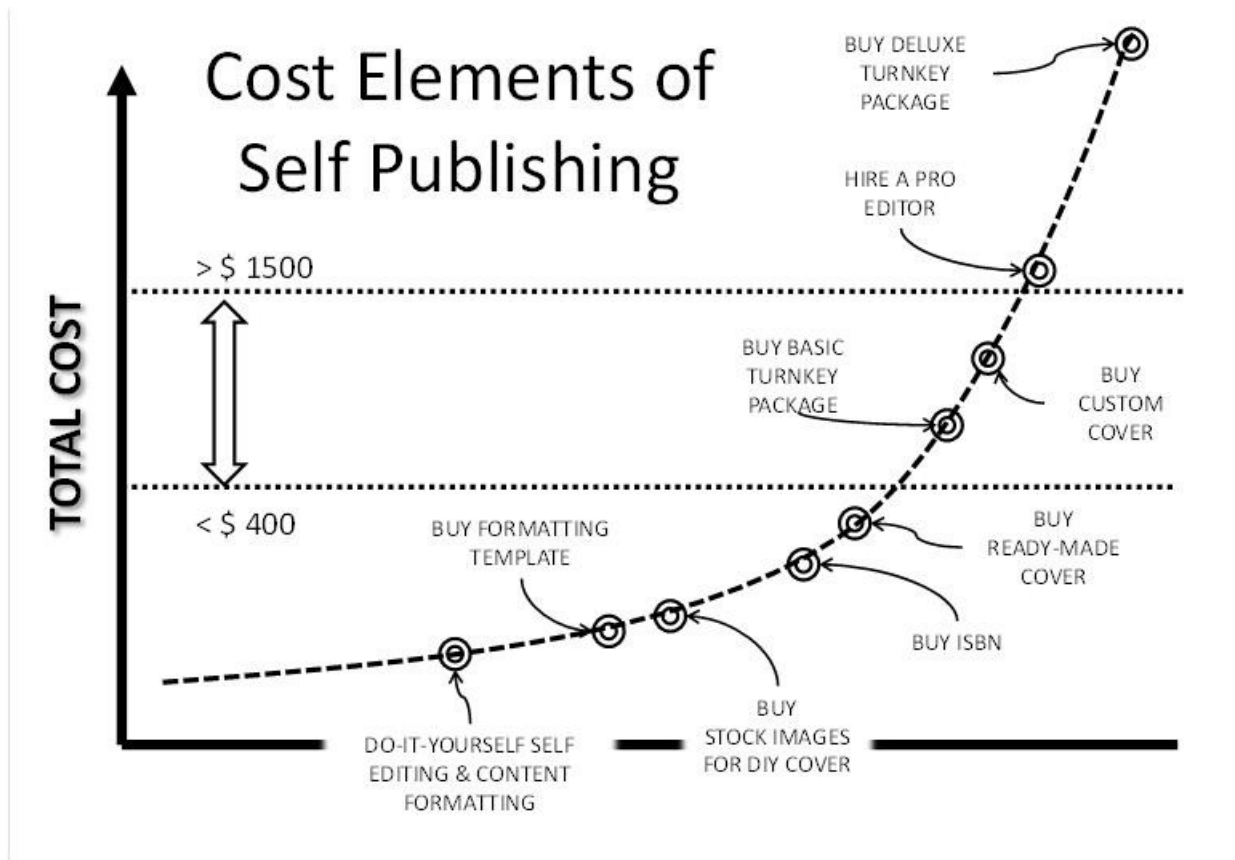 Cost Elements of
Self Publishing
BUY DELUXE
TURNKEY
PACKAGE
HIRE A PRO
EDITOR
> $ 1500
TOTAL COST
BUY BASIC
TURNKEY
PACKAGE
BUY
CUSTOM
COVER
< $ 400
BUY FORMATTING
TEMPLATE
BUY
READY-MADE
COVER
BUY ISBN
BUY
STOCK IMAGES
FOR DIY COVER
DO-IT-YOURSELF SELF
EDITING & CONTENT
FORMATTING